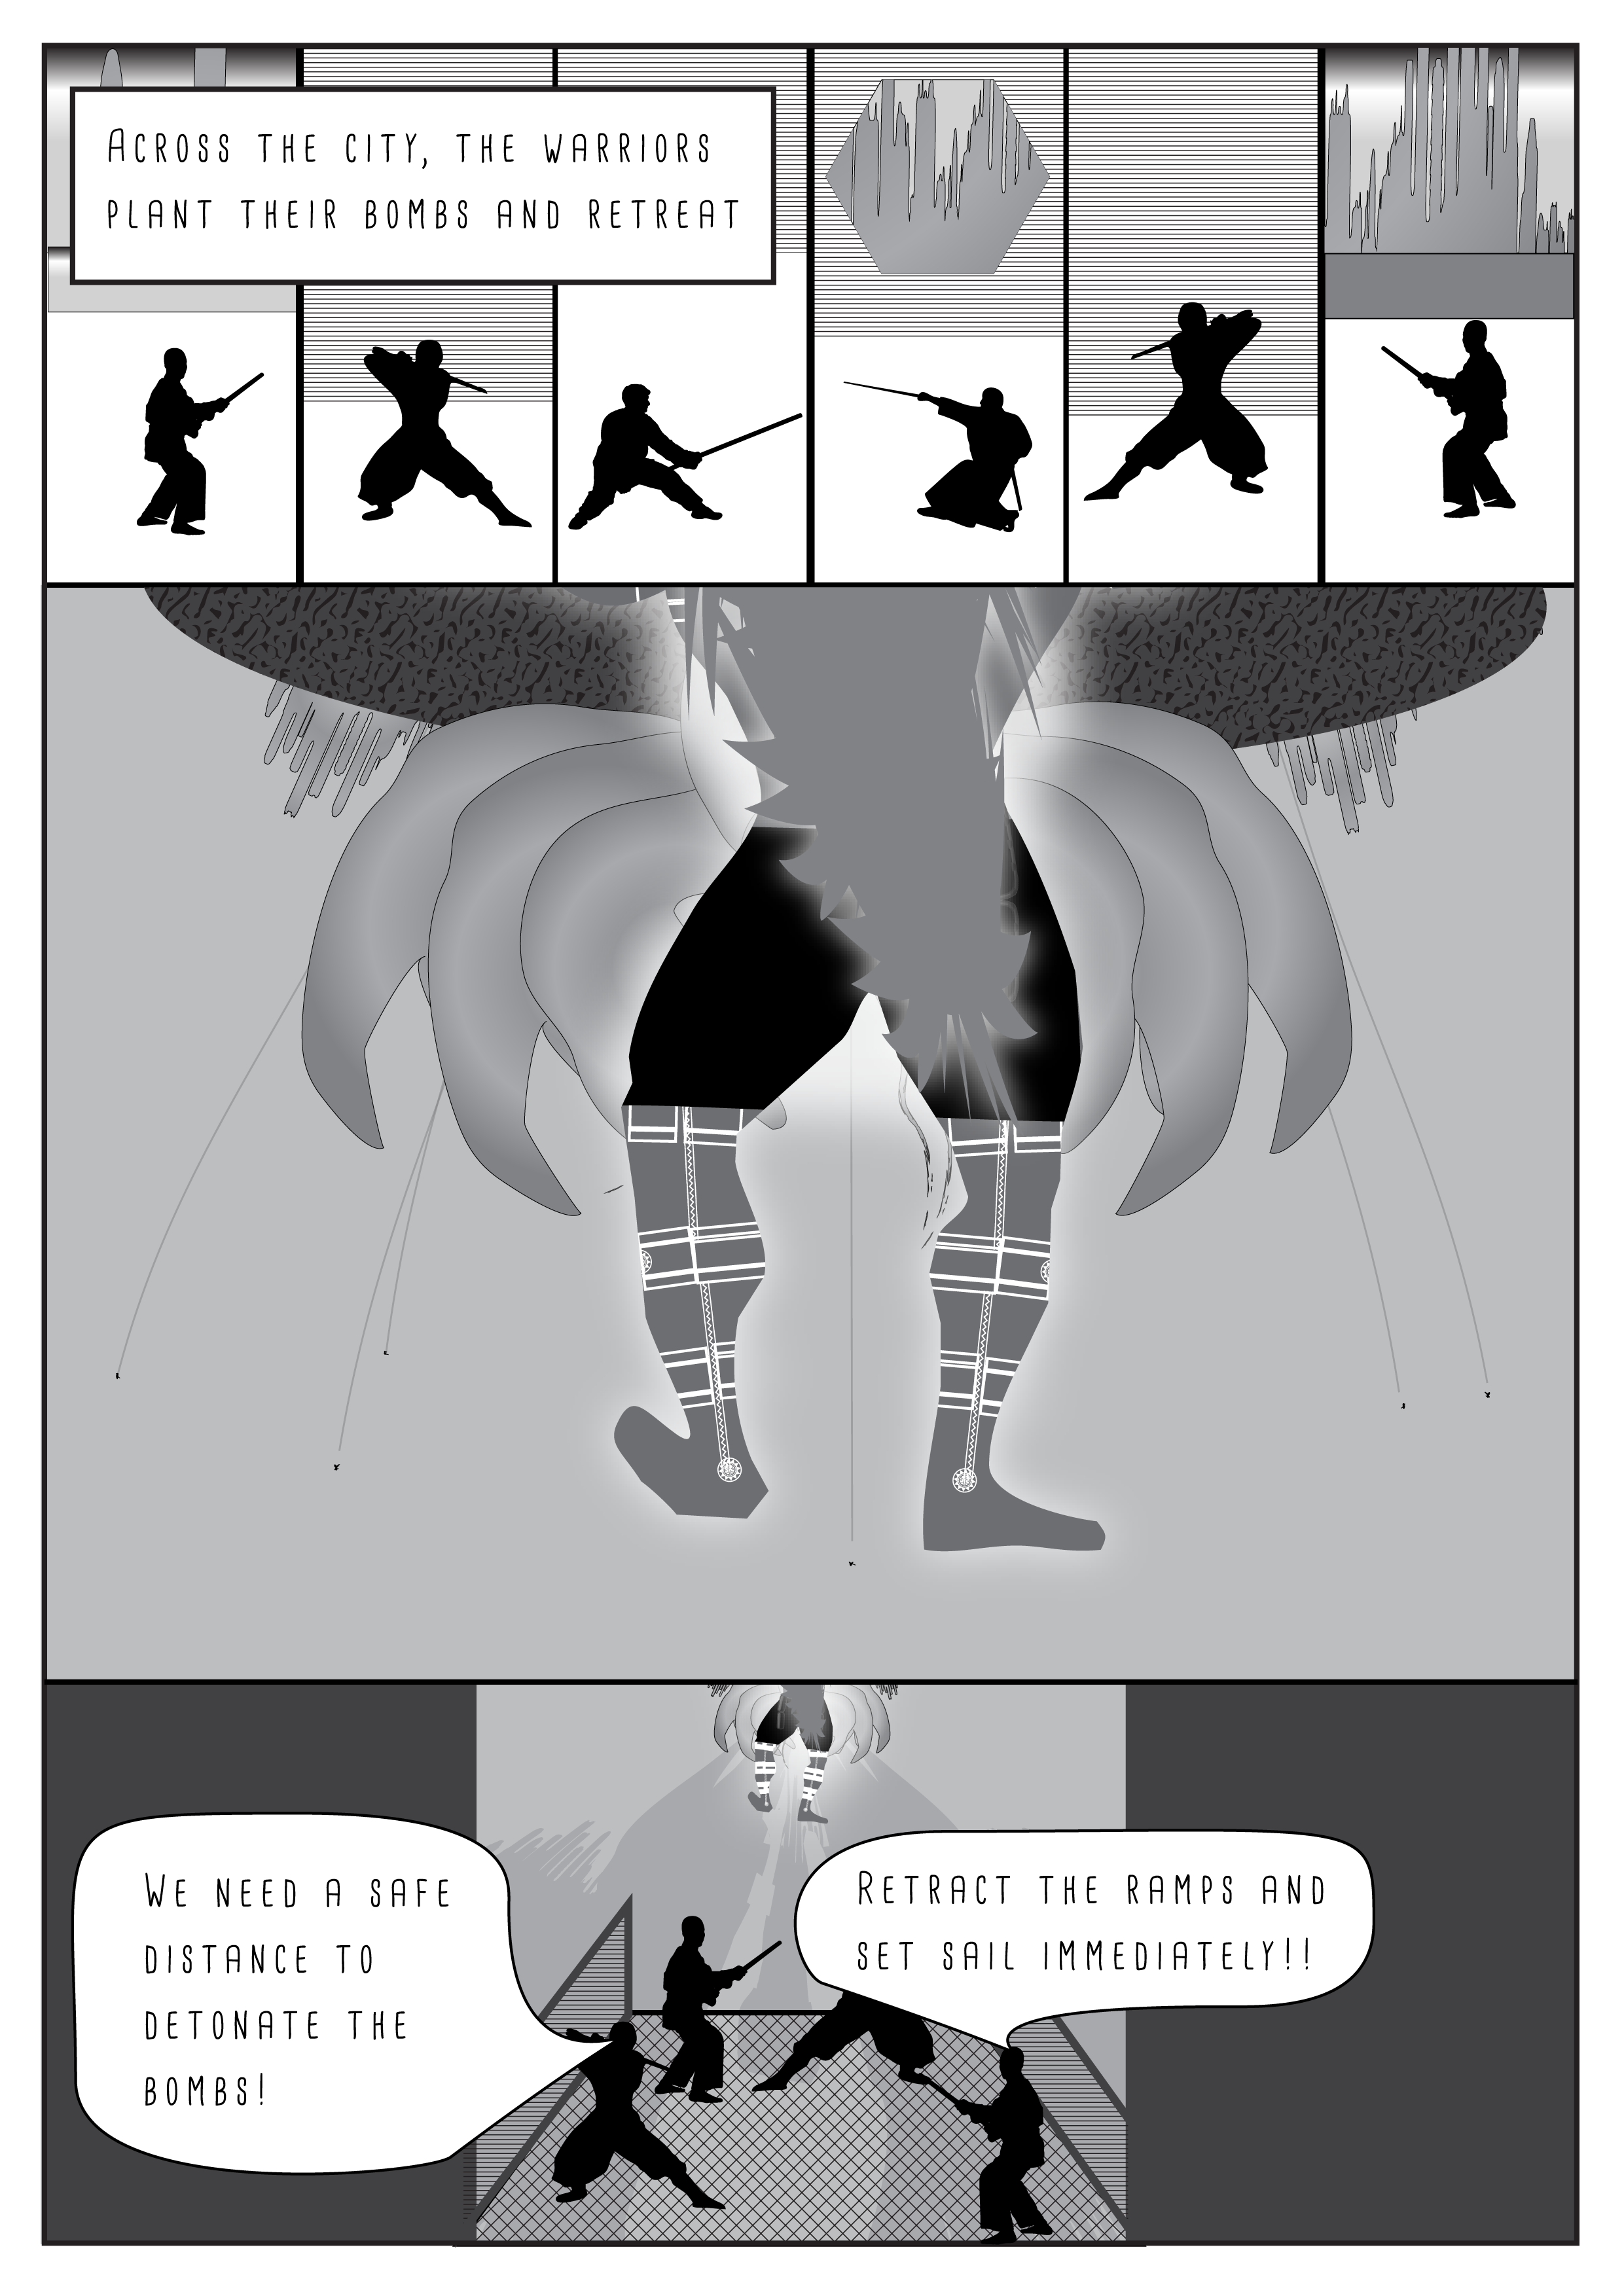 Across the city, the warriors
plant their bombs and retreat
We need a safe
distance to
detonate the
bombs!
Retract the ramps and
set sail immediately!!